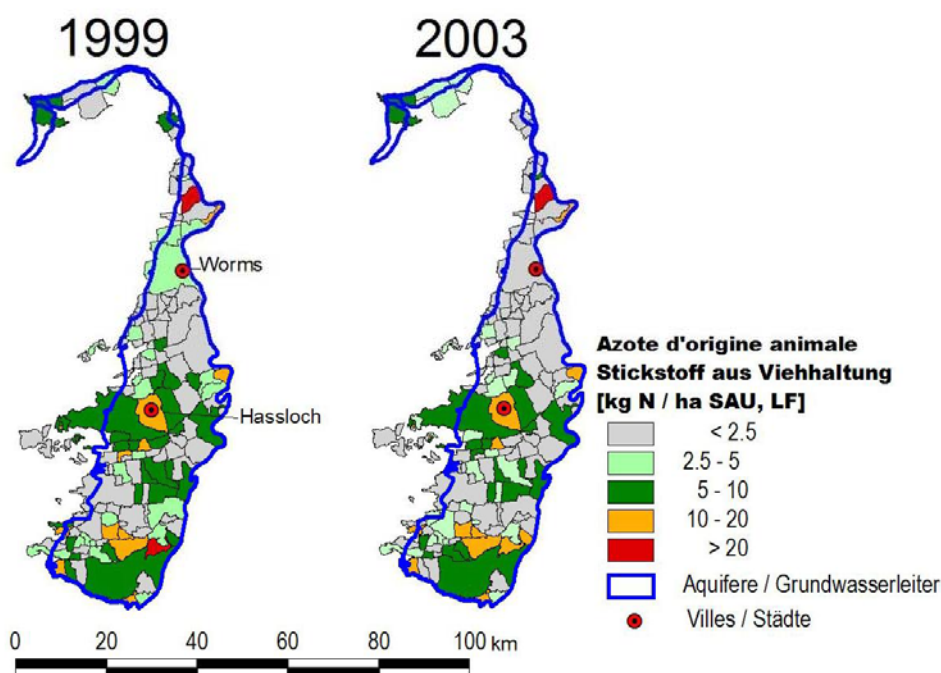 1999
2003
Worms
Hassloch
Azote d'origine animale
Stickstoff aus Viehhaltung
[kg N / ha SAU, LF]
< 2.5
2.5 - 5
5 - 10
10 - 20
> 20
Aquifere / Grundwasserleiter
Villes / Städte
0 20 40 60 80 100 km